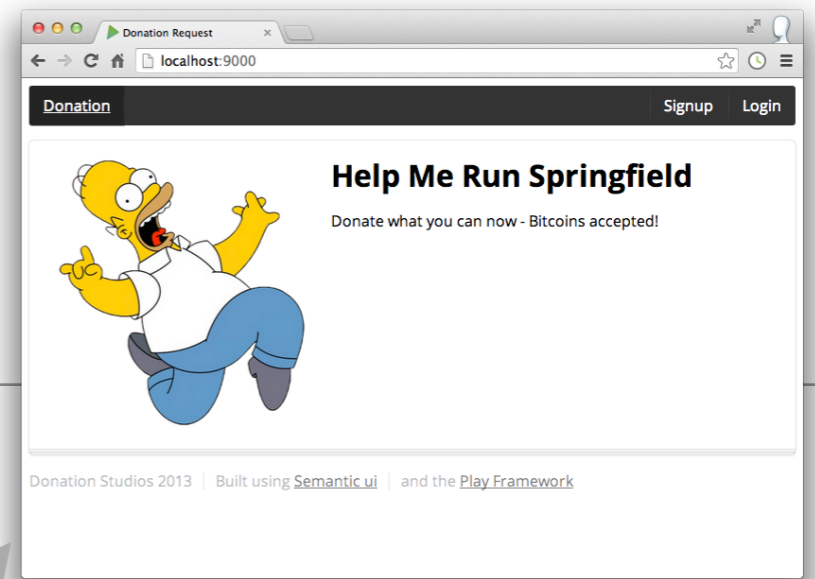 Donation Request
localhost:9000
Donation Signup Login
Help Me Run Springfield
Donate what you can now - Bitcoins accepted!
Donation Studios 2013 Built using Semantic ui and the Play Framework